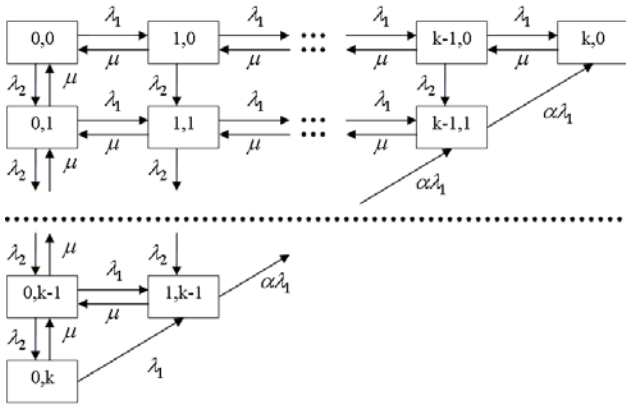 λ₁ λ₁ λ₁ λ₁
0,0 1,0 ••• k-1,0 k,0
μ μ μ μ
λ₂ μ λ₂ λ₂
λ₁ λ₁ λ₁
0,1 1,1 ••• k-1,1
μ μ μ αλ₁
λ₂ μ λ₂ αλ₁
λ₂ μ λ₂
λ₁ αλ₁
0,k-1 1,k-1
μ
λ₂ μ
λ₁
0,k